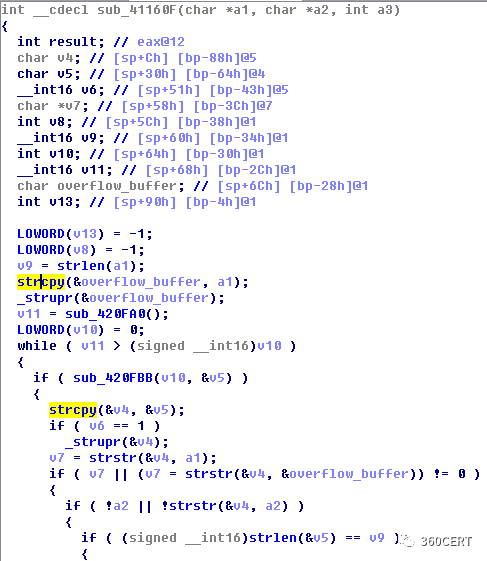 int __cdecl sub_41160F(char *a1, char *a2, int a3)
{
int result; // eax@12
char v4; // [sp+Ch] [bp-88h]@5
char v5; // [sp+30h] [bp-64h]@4
__int16 v6; // [sp+51h] [bp-43h]@5
char *v7; // [sp+58h] [bp-3Ch]@7
int v8; // [sp+5Ch] [bp-38h]@1
__int16 v9; // [sp+60h] [bp-34h]@1
int v10; // [sp+64h] [bp-30h]@1
__int16 v11; // [sp+68h] [bp-2Ch]@1
char overflow_buffer; // [sp+6Ch] [bp-28h]@1
int v13; // [sp+90h] [bp-4h]@1
LOWORD(v13) = -1;
LOWORD(v8) = -1;
v9 = strlen(a1);
strcpy(&overflow_buffer, a1);
_strupr(&overflow_buffer);
v11 = sub_420FA0();
LOWORD(v10) = 0;
while ( v11 > (signed __int16)v10 )
{
if ( sub_420FBB(v10, &v5) )
{
strcpy(&v4, &v5);
if ( v6 == 1 )
_strupr(&v4);
v7 = strstr(&v4, a1);
if ( v7 || (v7 = strstr(&v4, &overflow_buffer)) != 0 )
{
if ( !a2 || !strstr(&v4, a2) )
{
if ( (signed __int16)strlen(&v5) == v9 )
{
360CERT